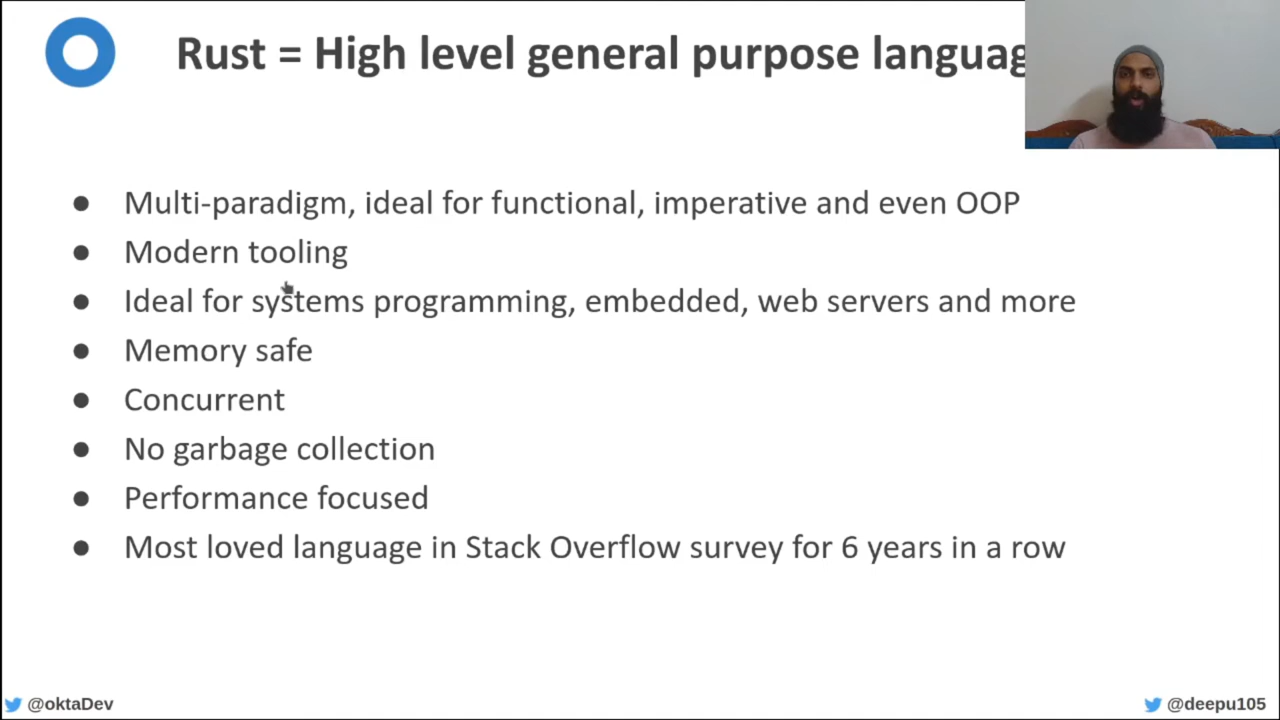 Rust = High level general purpose languag
● Multi-paradigm, ideal for functional, imperative and even OOP
● Modern tooling
● Ideal for systems programming, embedded, web servers and more
● Memory safe
● Concurrent
● No garbage collection
● Performance focused
● Most loved language in Stack Overflow survey for 6 years in a row
@oktaDev
@deepu105